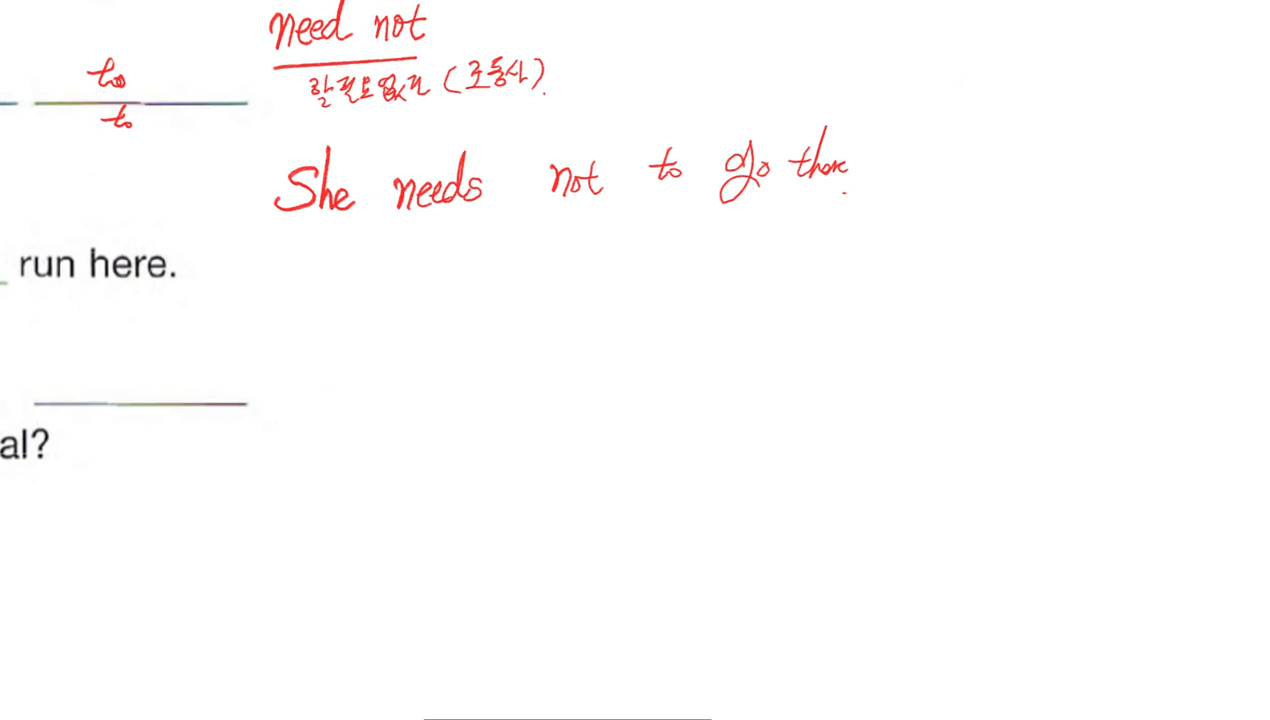 need not
to
할 필요 없다 (조동사).
to
She needs not to go there.
run here.
al?